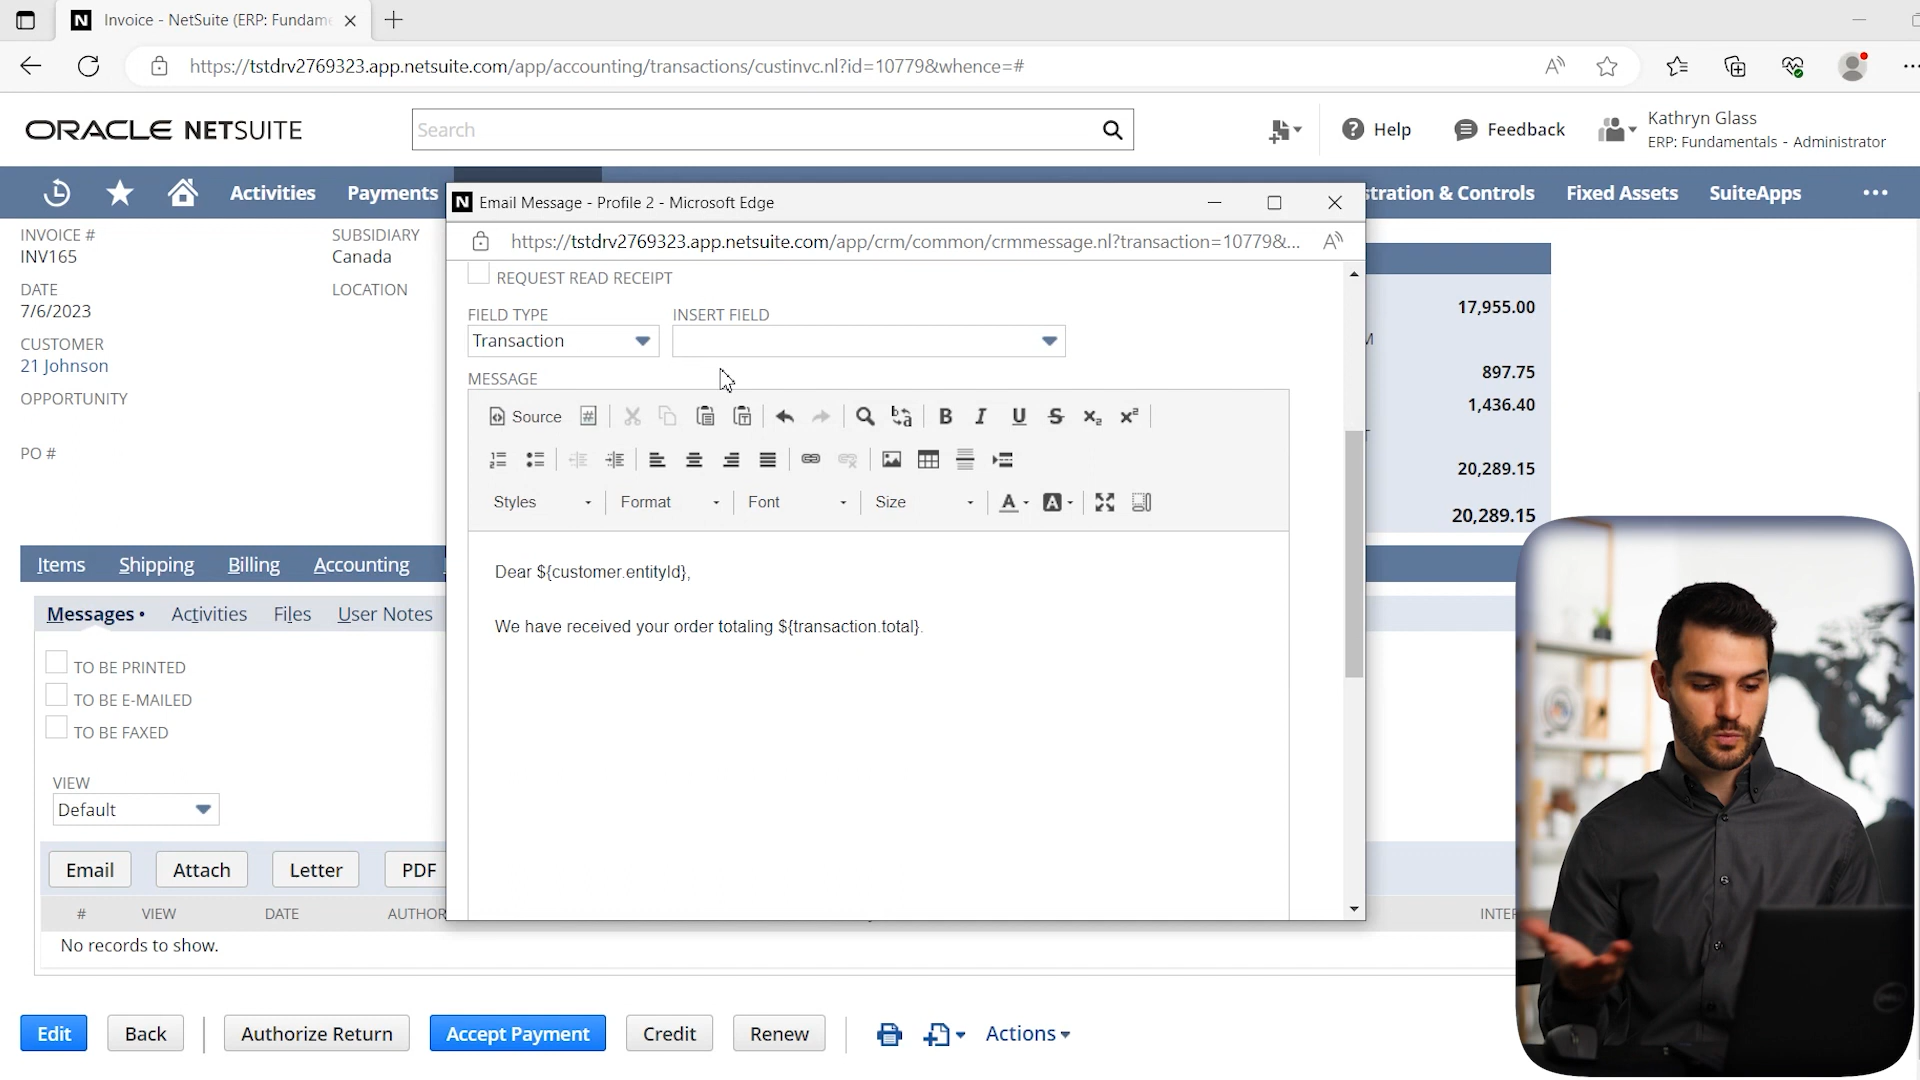 Invoice - NetSuite (ERP: Fundam
https://tstdrv2769323.app.netsuite.com/app/accounting/transactions/custinvc.nl?id=10779&whence=#
ORACLE NETSUITE
Search
Help
Feedback
Kathryn Glass
ERP: Fundamentals - Administrator
Activities
Payments
stration & Controls
Fixed Assets
SuiteApps
INVOICE #
INV165
DATE
7/6/2023
CUSTOMER
21 Johnson
OPPORTUNITY
PO #
SUBSIDIARY
Canada
LOCATION
Email Message - Profile 2 - Microsoft Edge
https://tstdrv2769323.app.netsuite.com/app/crm/common/crmmessage.nl?transaction=10779&...
REQUEST READ RECEIPT
FIELD TYPE
Transaction
INSERT FIELD
MESSAGE
Source
Styles
Format
Font
Size
Dear ${customer.entityId},
We have received your order totaling ${transaction.total}.
17,955.00
M
897.75
1,436.40
T
20,289.15
20,289.15
Items
Shipping
Billing
Accounting
Messages •
Activities
Files
User Notes
TO BE PRINTED
TO BE E-MAILED
TO BE FAXED
VIEW
Default
Email
Attach
Letter
PDF
#
VIEW
DATE
AUTHOR
INTER
No records to show.
Edit
Back
Authorize Return
Accept Payment
Credit
Renew
Actions